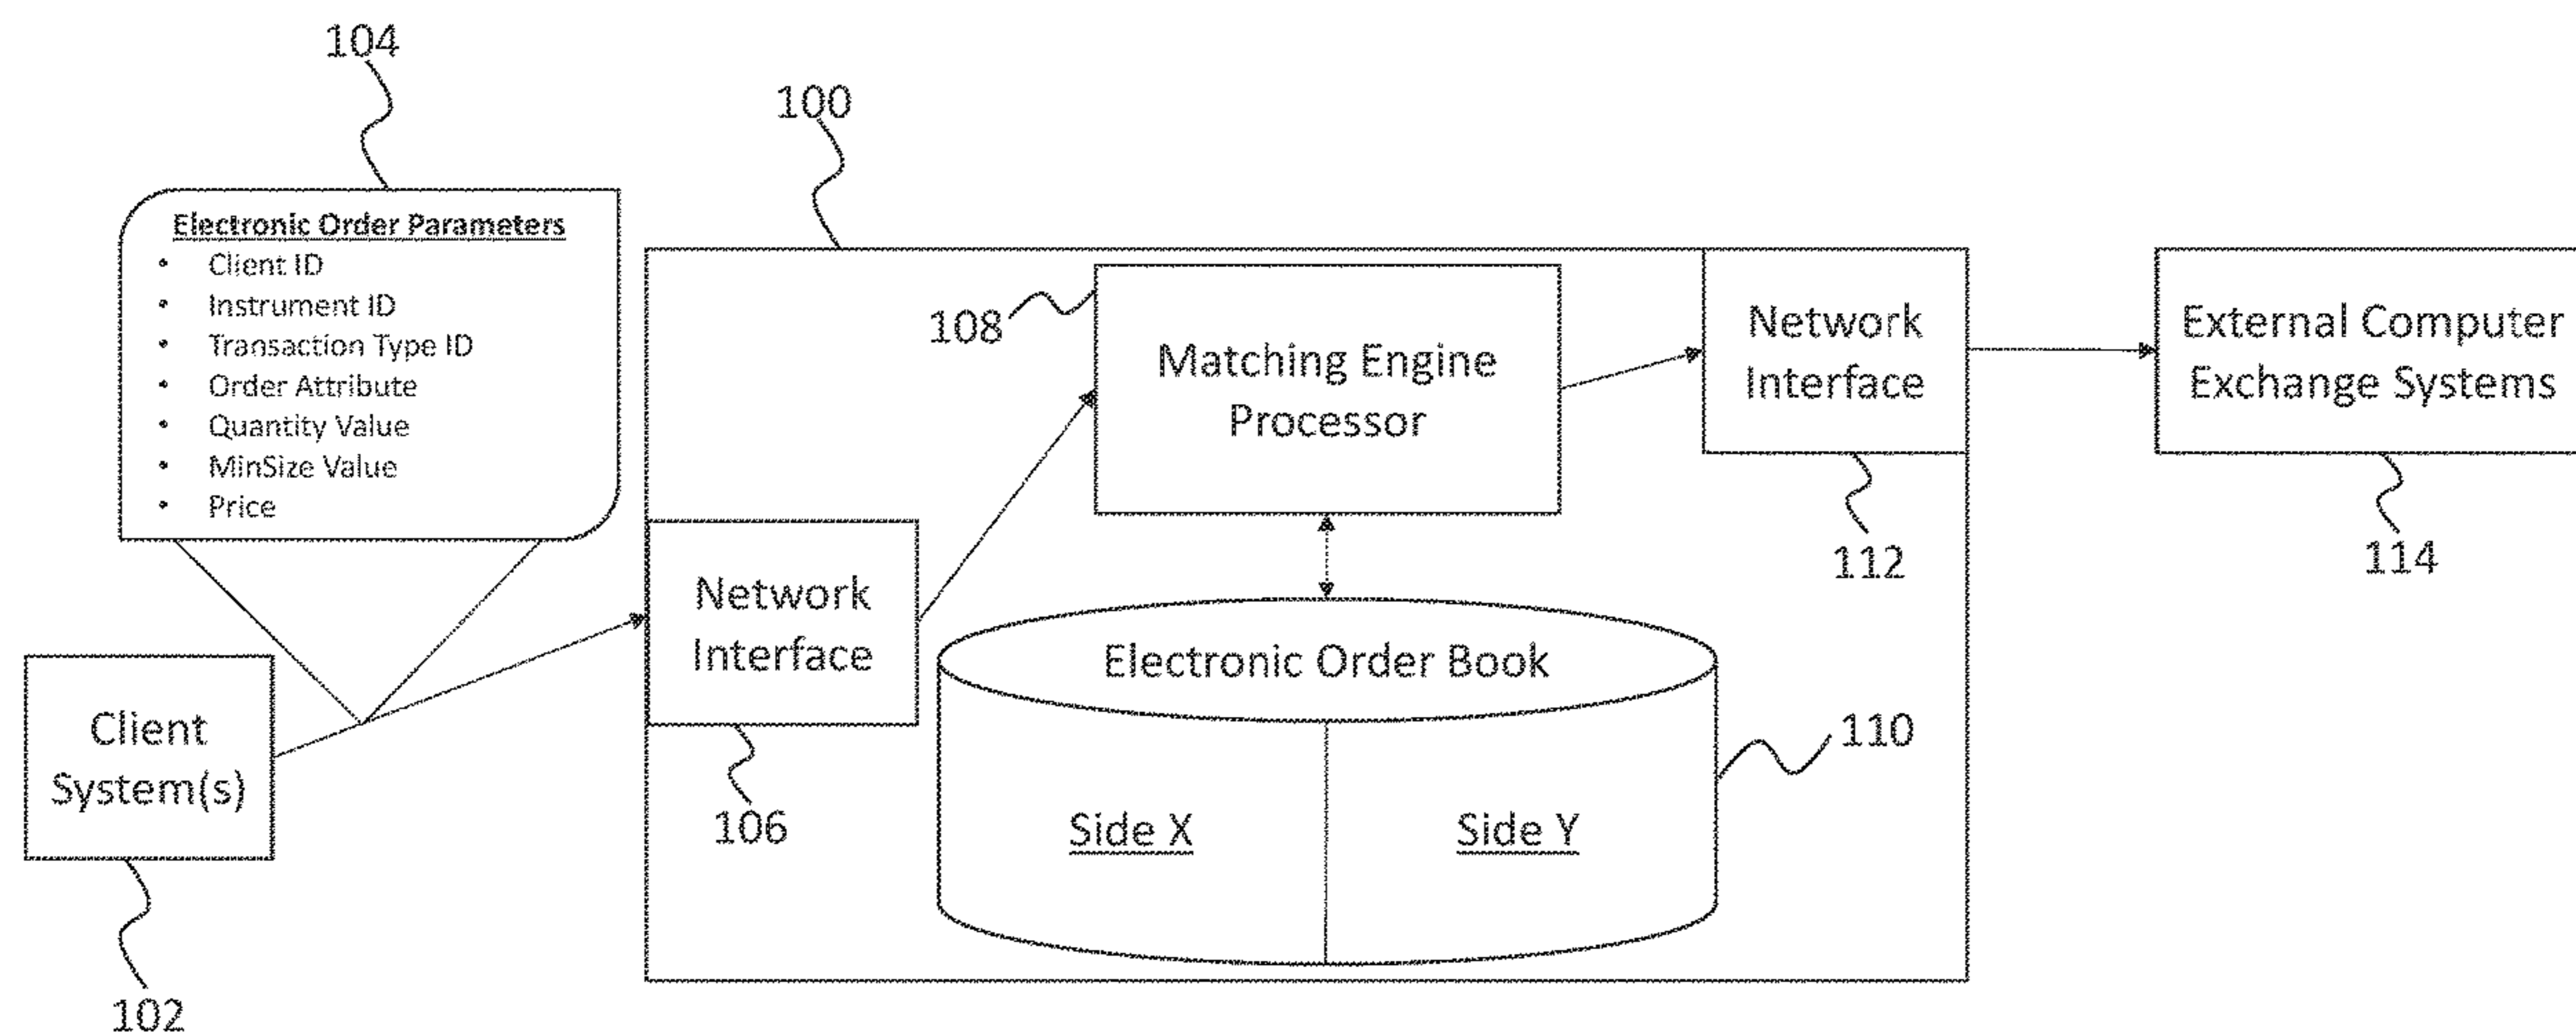 104
Electronic Order Parameters
• Client ID
• Instrument ID
• Transaction Type ID
• Order Attribute
• Quantity Value
• MinSize Value
• Price
100
108
Matching Engine
Processor
Network
Interface
112
External Computer
Exchange Systems
114
Network
Interface
106
Client
System(s)
102
Electronic Order Book
Side X
Side Y
110